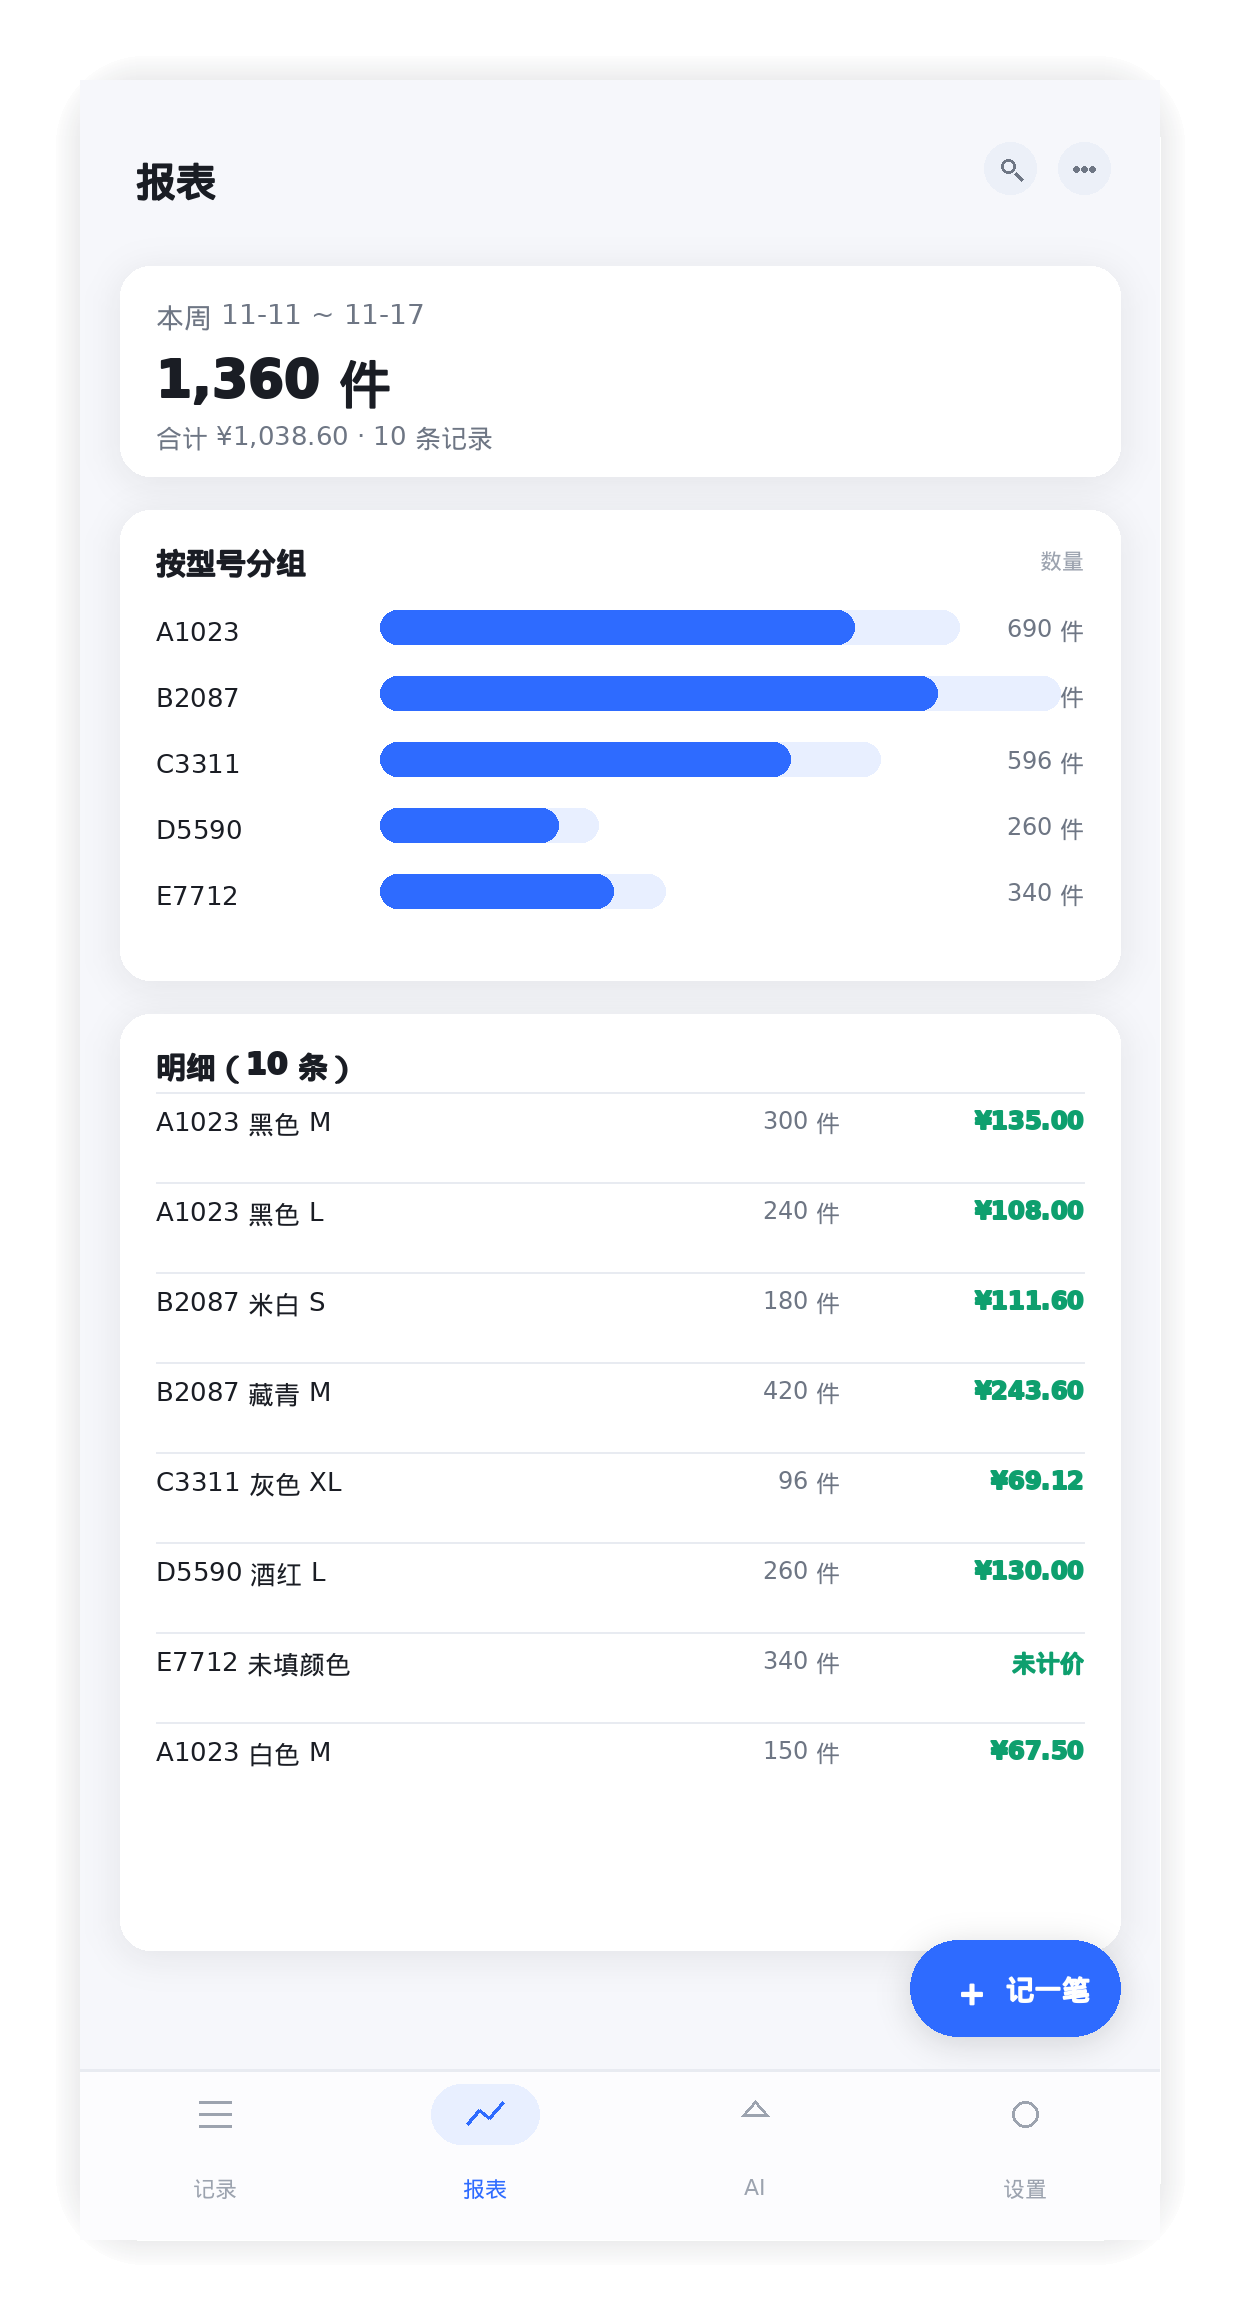 报表
本周 11-11 ~ 11-17
1,360 件
合计 ¥1,038.60 · 10 条记录
按型号分组 数量
A1023 690 件
B2087 件
C3311 596 件
D5590 260 件
E7712 340 件
明细（10 条）
A1023 黑色 M 300 件 ¥135.00
A1023 黑色 L 240 件 ¥108.00
B2087 米白 S 180 件 ¥111.60
B2087 藏青 M 420 件 ¥243.60
C3311 灰色 XL 96 件 ¥69.12
D5590 酒红 L 260 件 ¥130.00
E7712 未填颜色 340 件 未计价
A1023 白色 M 150 件 ¥67.50
+ 记一笔
记录 报表 AI 设置